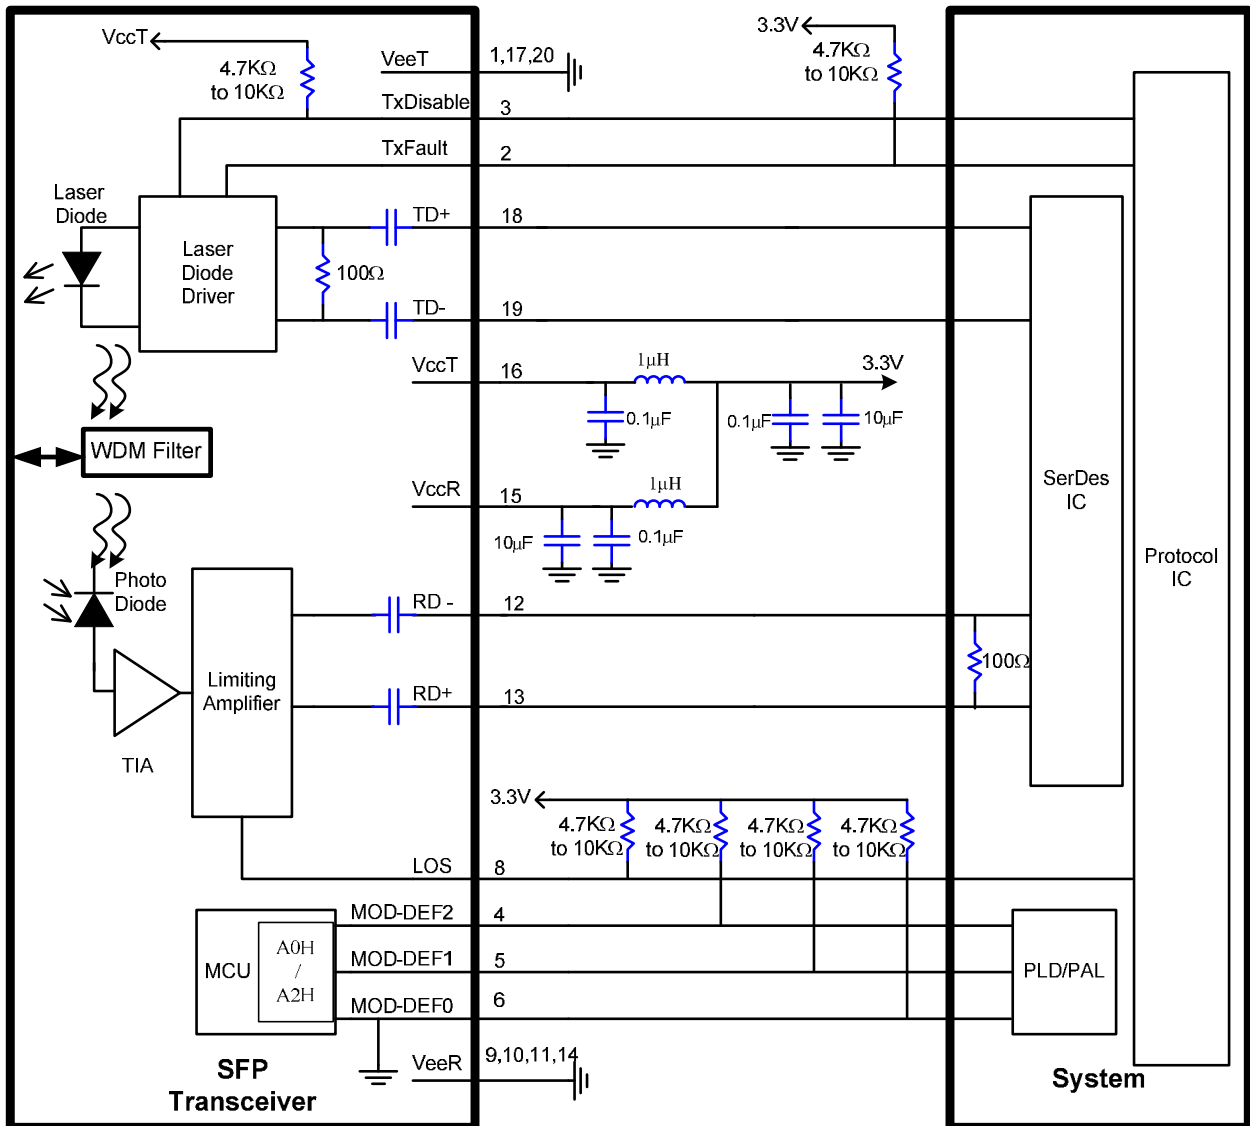 VccT
4.7KΩ
to 10KΩ
VeeT
1,17,20
3.3V
4.7KΩ
to 10KΩ
TxDisable
3
TxFault
2
Laser
Diode
Laser
Diode
Driver
TD+
18
100Ω
TD-
19
VccT
16
1μH
3.3V
0.1μF
0.1μF
10μF
WDM Filter
VccR
15
1μH
10μF
0.1μF
SerDes
IC
Protocol
IC
Photo
Diode
RD -
12
Limiting
Amplifier
100Ω
RD+
13
TIA
3.3V
4.7KΩ
to 10KΩ
4.7KΩ
to 10KΩ
4.7KΩ
to 10KΩ
4.7KΩ
to 10KΩ
LOS
8
MOD-DEF2
4
MCU
A0H
/
A2H
MOD-DEF1
5
PLD/PAL
MOD-DEF0
6
VeeR
9,10,11,14
SFP
Transceiver
System